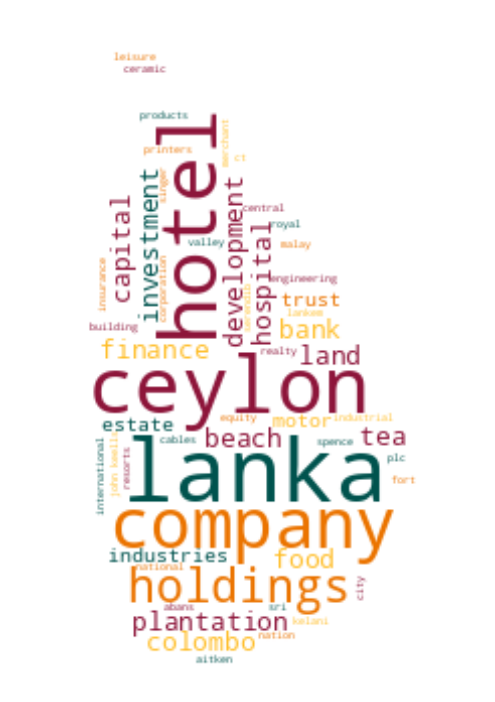 leisure
ceramic
products
merchant
printers
ct
hotel
singer
investment
development
capital
central
royal
hospital
valley
malay
insurance
corporation
engineering
serendib
trust
lankem
building
bank
finance
realty
land
ceylon
equity
motor
industrial
estate
beach
tea
cables
spence
john keells
international
resorts
lanka
plc
fort
company
industries
food
national
holdings
city
abans
sri
plantation
kelani
colombo
nation
aitken